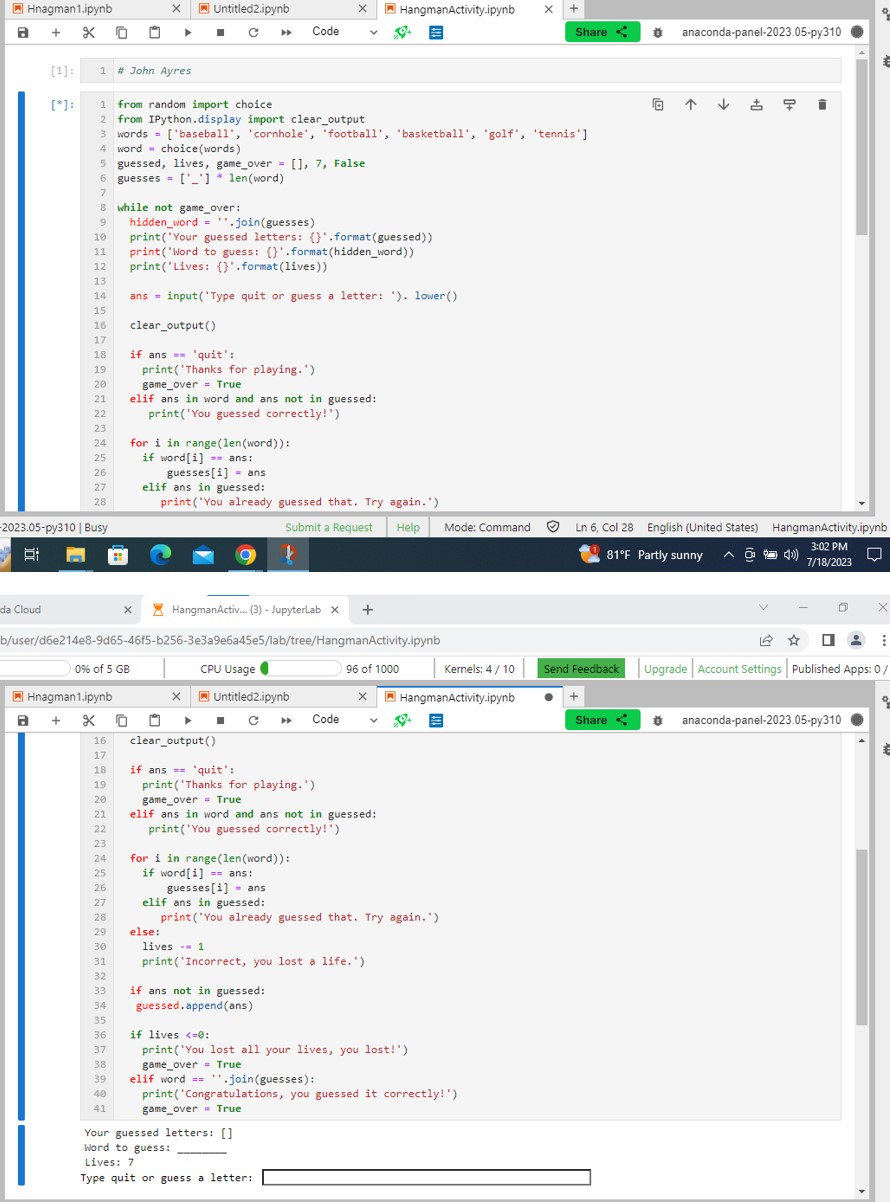 Hnagman1.ipynb Untitled2.ipynb HangmanActivity.ipynb
Code Share anaconda-panel-2023.05-py310
[1]: 1 # John Ayres
[*]: 1 from random import choice
2 from IPython.display import clear_output
3 words = ['baseball', 'cornhole', 'football', 'basketball', 'golf', 'tennis']
4 word = choice(words)
5 guessed, lives, game_over = [], 7, False
6 guesses = ['_'] * len(word)
7
8 while not game_over:
9 hidden_word = ''.join(guesses)
10 print('Your guessed letters: {}'.format(guessed))
11 print('Word to guess: {}'.format(hidden_word))
12 print('Lives: {}'.format(lives))
13
14 ans = input('Type quit or guess a letter: '). lower()
15
16 clear_output()
17
18 if ans == 'quit':
19 print('Thanks for playing.')
20 game_over = True
21 elif ans in word and ans not in guessed:
22 print('You guessed correctly!')
23
24 for i in range(len(word)):
25 if word[i] == ans:
26 guesses[i] = ans
27 elif ans in guessed:
28 print('You already guessed that. Try again.')
-2023.05-py310 | Busy Submit a Request Help Mode: Command Ln 6, Col 28 English (United States) HangmanActivity.ipynb
1 81°F Partly sunny 3:02 PM
7/18/2023
da Cloud HangmanActiv... (3) - JupyterLab
b/user/d6e214e8-9d65-46f5-b256-3e3a9e6a45e5/lab/tree/HangmanActivity.ipynb
0% of 5 GB CPU Usage 96 of 1000 Kernels: 4 / 10 Send Feedback Upgrade Account Settings Published Apps: 0 /
Hnagman1.ipynb Untitled2.ipynb HangmanActivity.ipynb
Code Share anaconda-panel-2023.05-py310
16 clear_output()
17
18 if ans == 'quit':
19 print('Thanks for playing.')
20 game_over = True
21 elif ans in word and ans not in guessed:
22 print('You guessed correctly!')
23
24 for i in range(len(word)):
25 if word[i] == ans:
26 guesses[i] = ans
27 elif ans in guessed:
28 print('You already guessed that. Try again.')
29 else:
30 lives -= 1
31 print('Incorrect, you lost a life.')
32
33 if ans not in guessed:
34 guessed.append(ans)
35
36 if lives <=0:
37 print('You lost all your lives, you lost!')
38 game_over = True
39 elif word == ''.join(guesses):
40 print('Congratulations, you guessed it correctly!')
41 game_over = True
Your guessed letters: []
Word to guess: ________
Lives: 7
Type quit or guess a letter: